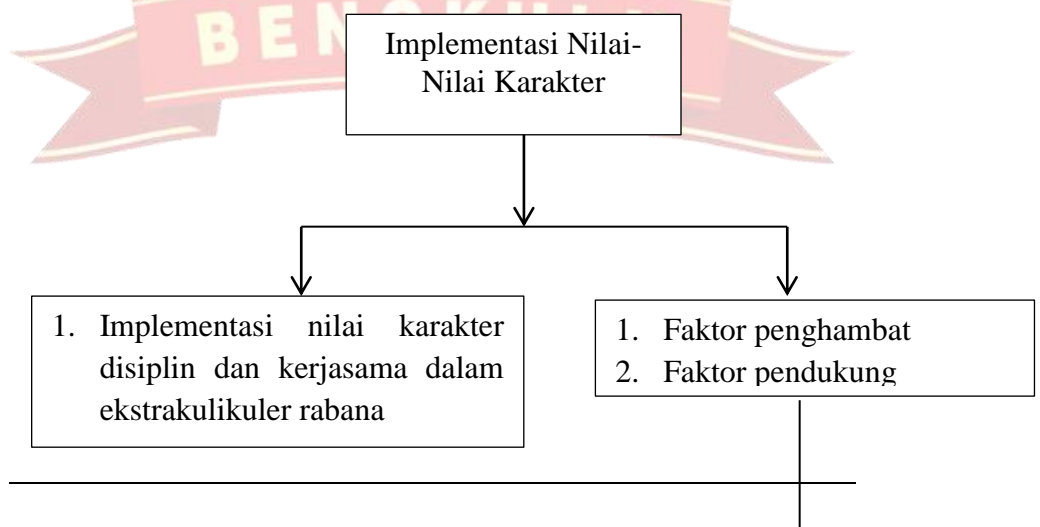 BENGKULU
Implementasi Nilai-
Nilai Karakter
1. Implementasi nilai karakter
disiplin dan kerjasama dalam
ekstrakulikuler rabana
1. Faktor penghambat
2. Faktor pendukung